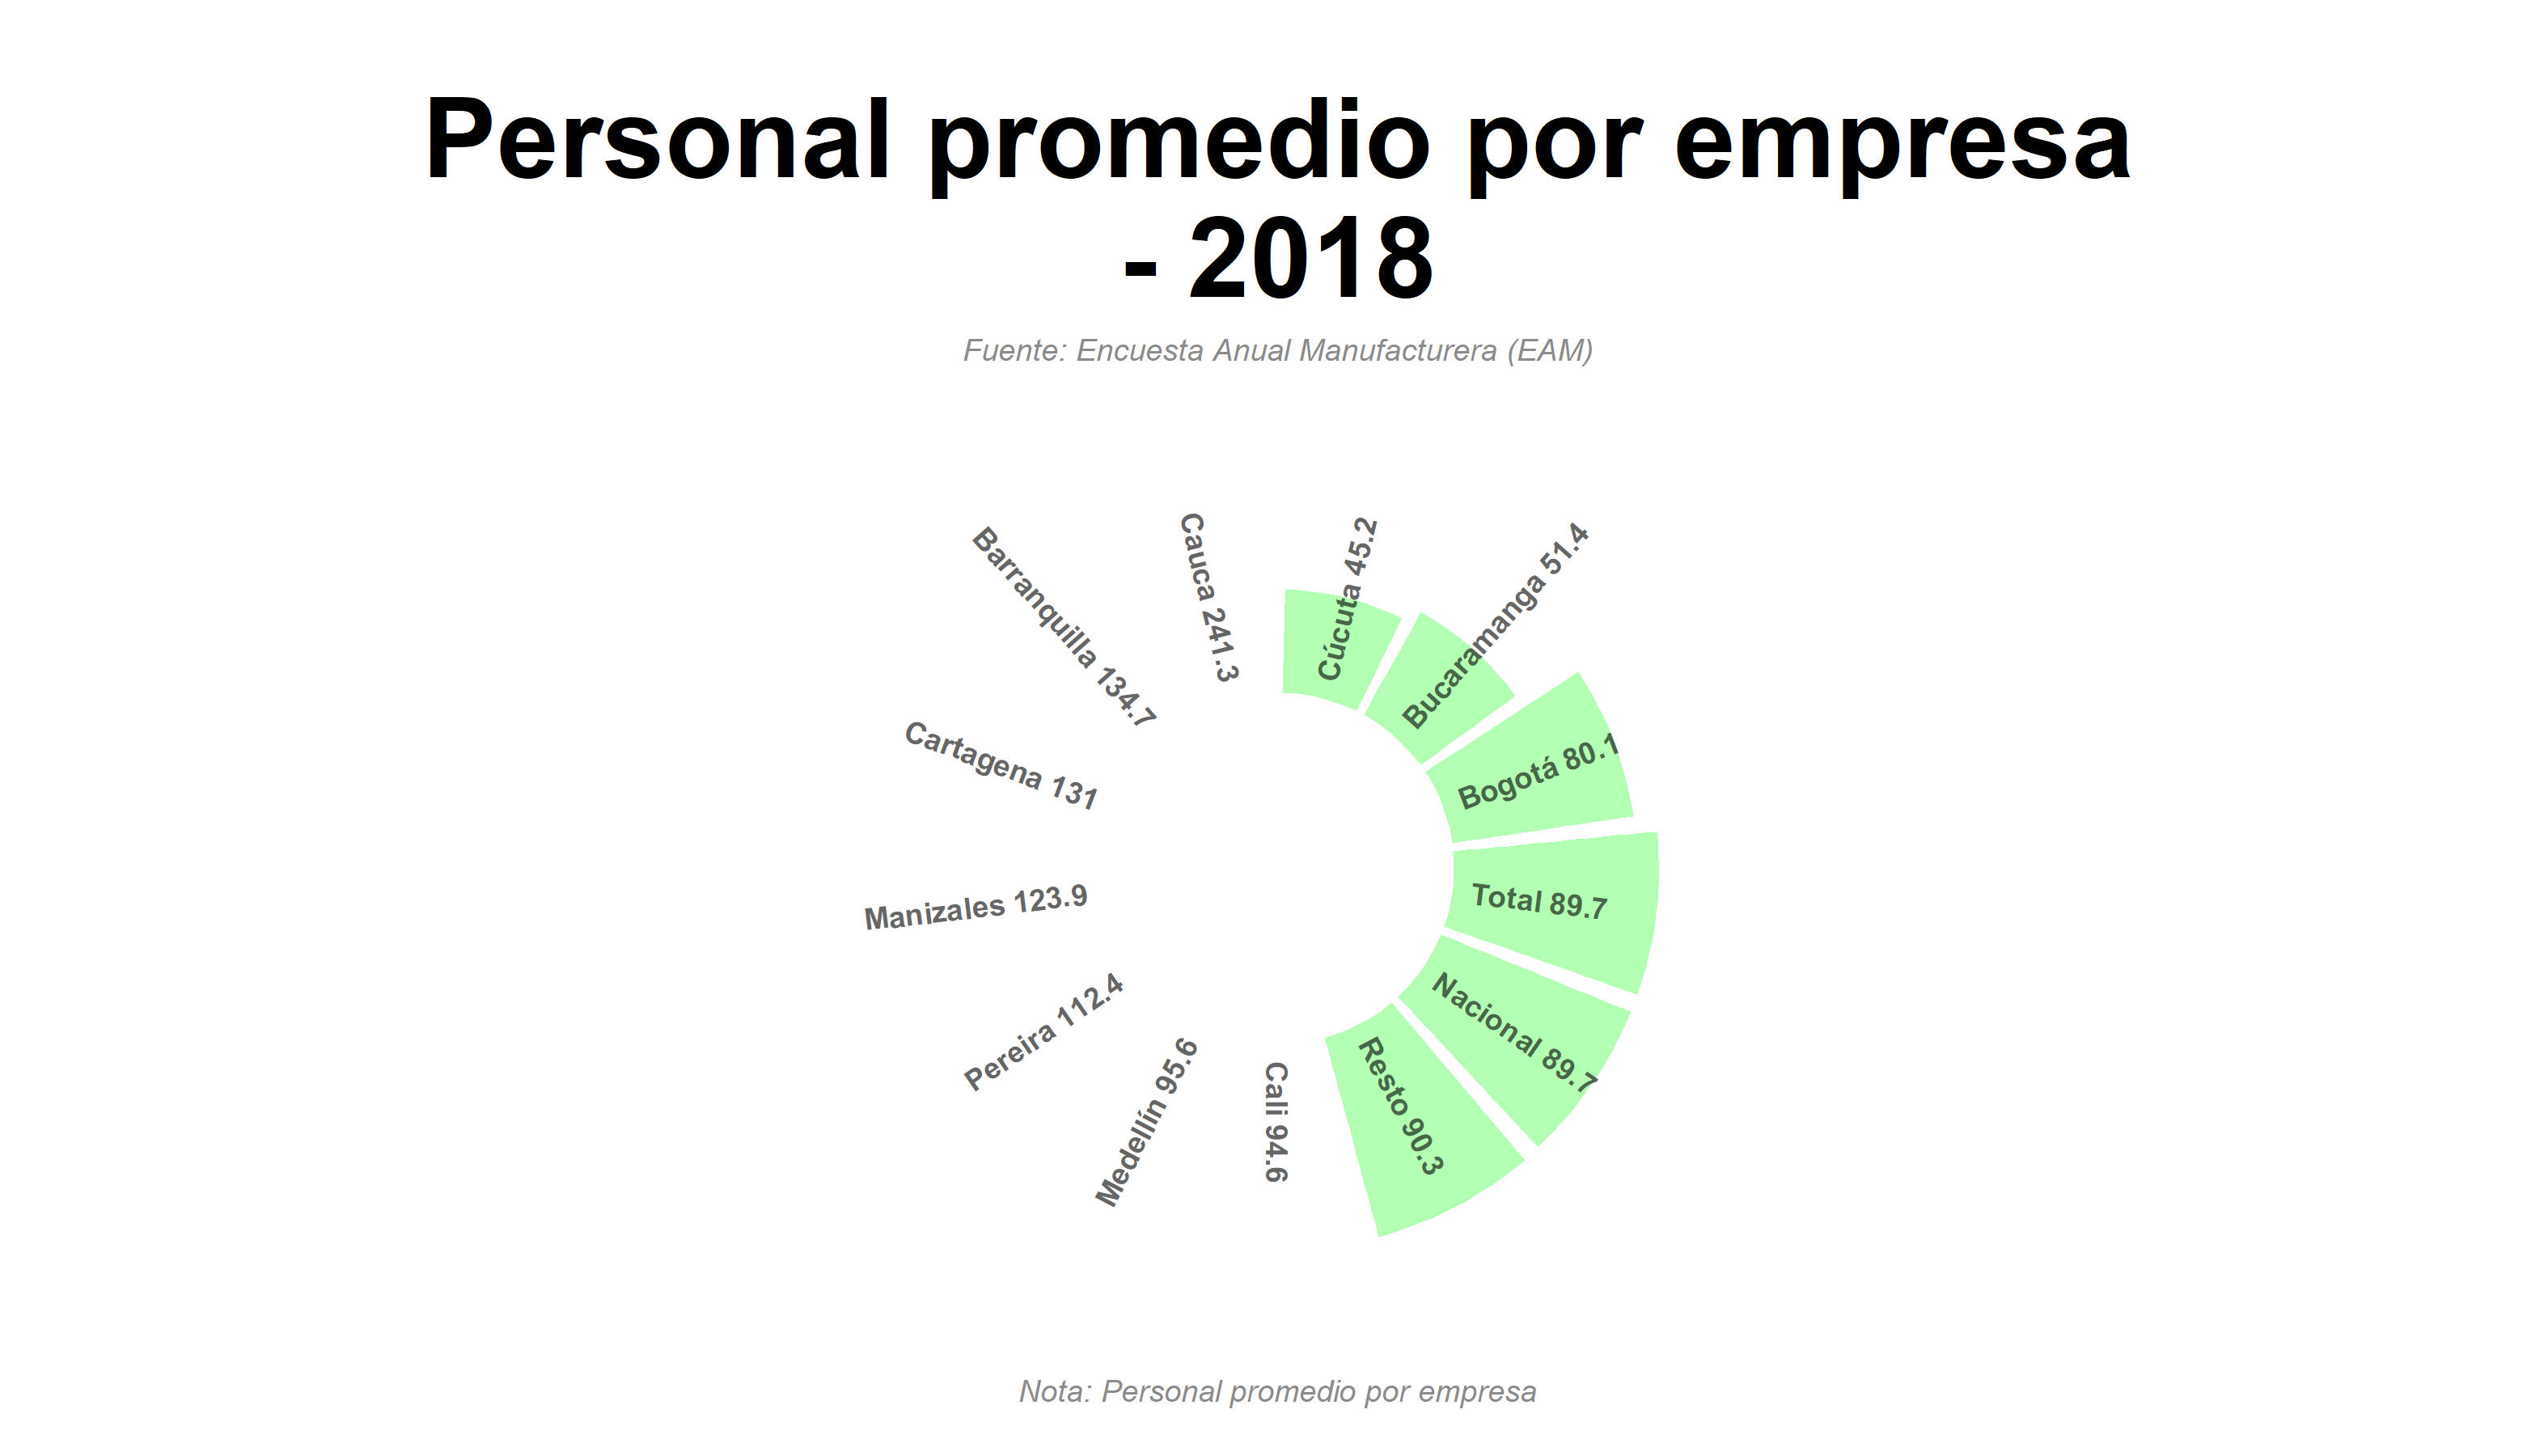 Personal promedio por empresa
- 2018
Fuente: Encuesta Anual Manufacturera (EAM)
Cúcuta 45.2
Bucaramanga 51.4
Bogotá 80.1
Total 89.7
Nacional 89.7
Resto 90.3
Cali 94.6
Medellín 95.6
Pereira 112.4
Manizales 123.9
Cartagena 131
Barranquilla 134.7
Cauca 241.3
Nota: Personal promedio por empresa